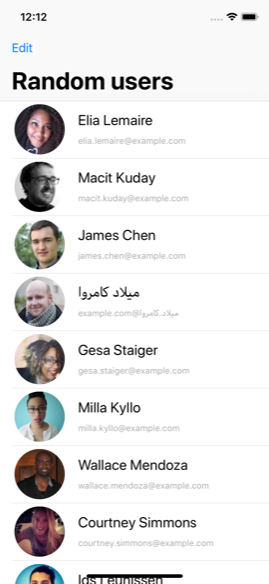 12:12
Edit
Random users
Elia Lemaire
elia.lemaire@example.com
Macit Kuday
macit.kuday@example.com
James Chen
james.chen@example.com
میلاد کامروا
میلاد.کامروا@example.com
Gesa Staiger
gesa.staiger@example.com
Milla Kyllo
milla.kyllo@example.com
Wallace Mendoza
wallace.mendoza@example.com
Courtney Simmons
courtney.simmons@example.com
Ids Leunissen